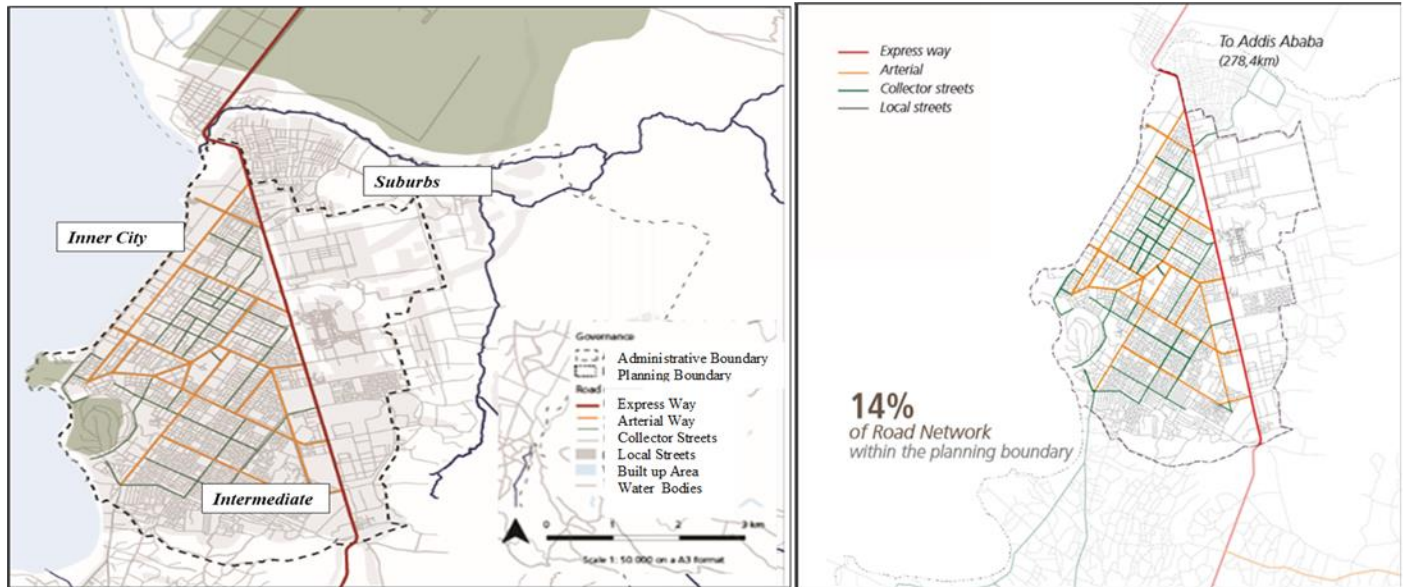 Suburbs
Inner City
Intermediate
Governance
Administrative Boundary
Planning Boundary
Road
Express Way
Arterial Way
Collector Streets
Local Streets
Built up Area
Water Bodies
0 1 2 3 km
Scale 1: 50 000 on a A3 format
Express way
Arterial
Collector streets
Local streets
To Addis Ababa
(278,4km)
14%
of Road Network
within the planning boundary